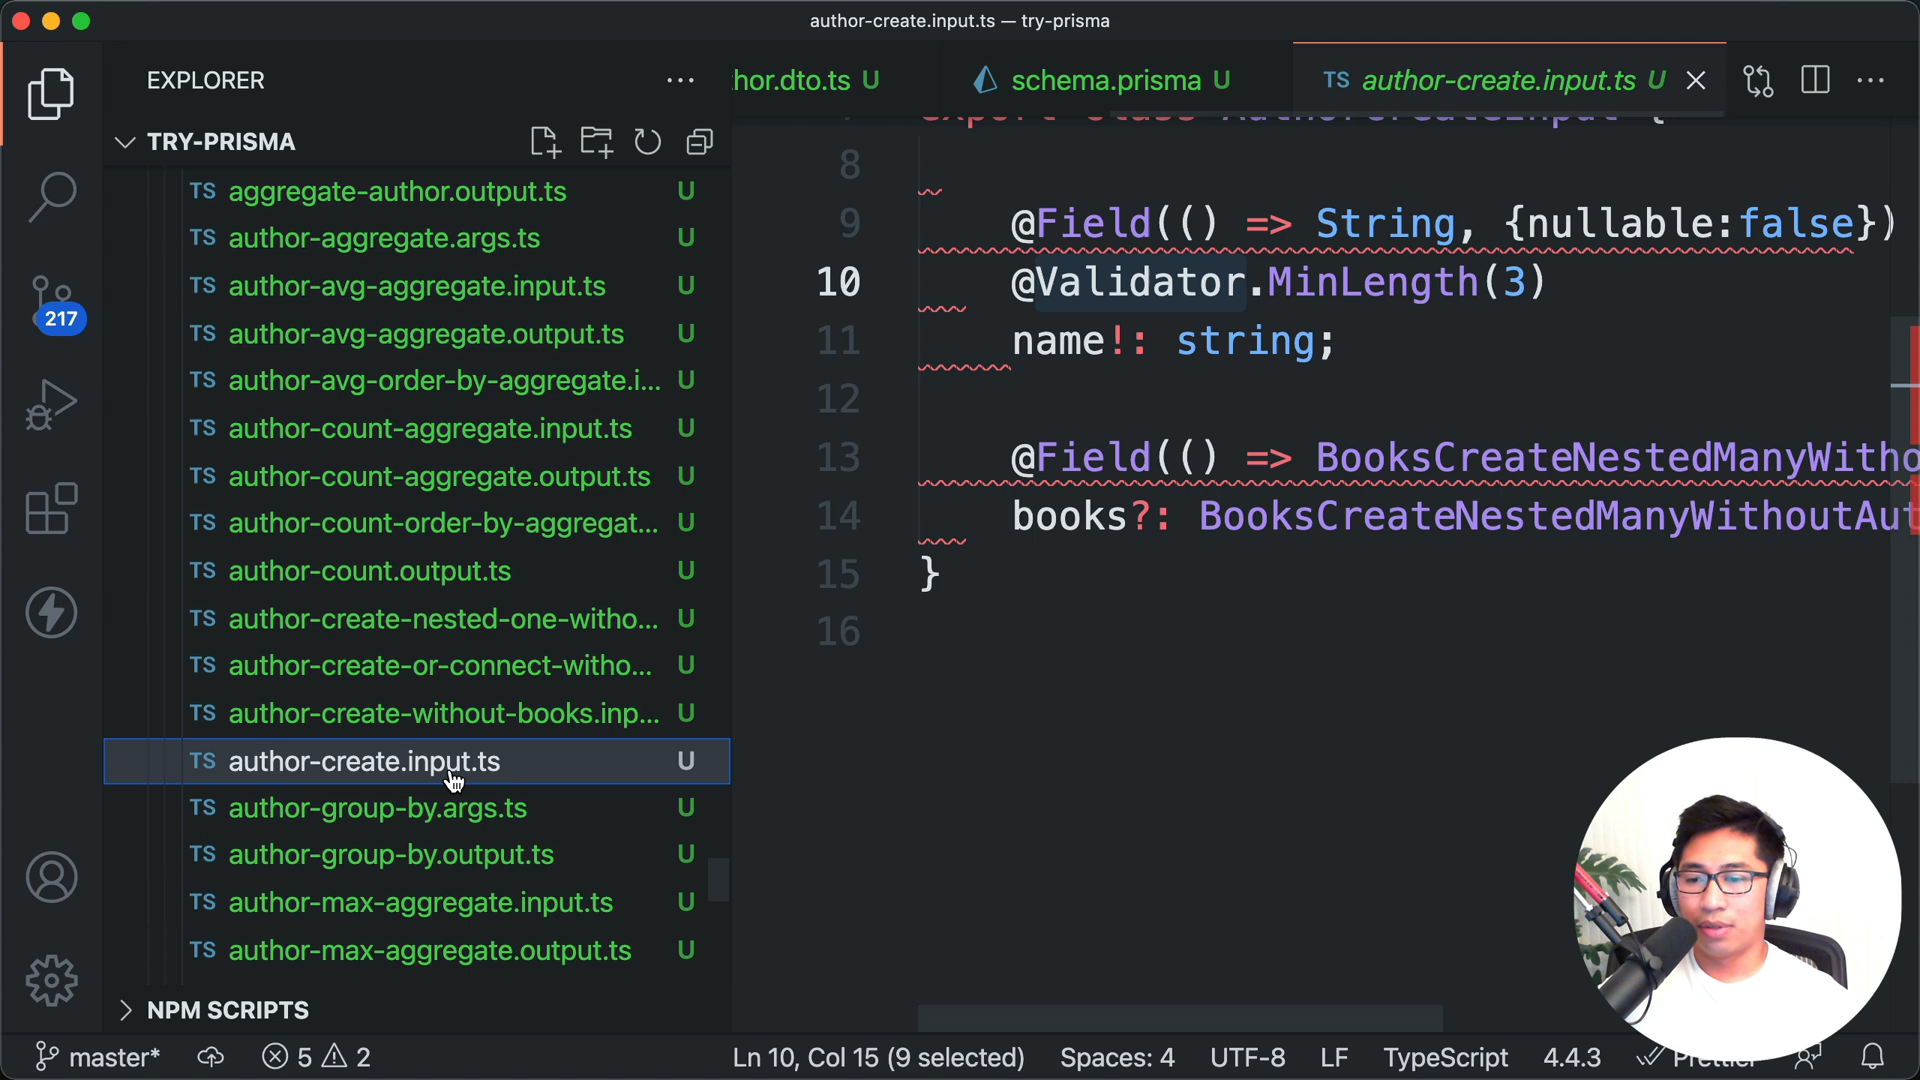 author-create.input.ts — try-prisma
EXPLORER
TRY-PRISMA
TS aggregate-author.output.ts U
TS author-aggregate.args.ts U
TS author-avg-aggregate.input.ts U
TS author-avg-aggregate.output.ts U
TS author-avg-order-by-aggregate.i... U
TS author-count-aggregate.input.ts U
TS author-count-aggregate.output.ts U
TS author-count-order-by-aggregat... U
TS author-count.output.ts U
TS author-create-nested-one-witho... U
TS author-create-or-connect-witho... U
TS author-create-without-books.inp... U
TS author-create.input.ts U
TS author-group-by.args.ts U
TS author-group-by.output.ts U
TS author-max-aggregate.input.ts U
TS author-max-aggregate.output.ts U
NPM SCRIPTS
217
hor.dto.ts U
schema.prisma U
TS author-create.input.ts U
export class AuthorCreateInput {
8
9 @Field(() => String, {nullable:false})
10 @Validator.MinLength(3)
11 name!: string;
12
13 @Field(() => BooksCreateNestedManyWitho
14 books?: BooksCreateNestedManyWithoutAut
15 }
16
master* 5 2
Ln 10, Col 15 (9 selected) Spaces: 4 UTF-8 LF TypeScript 4.4.3 Prettier